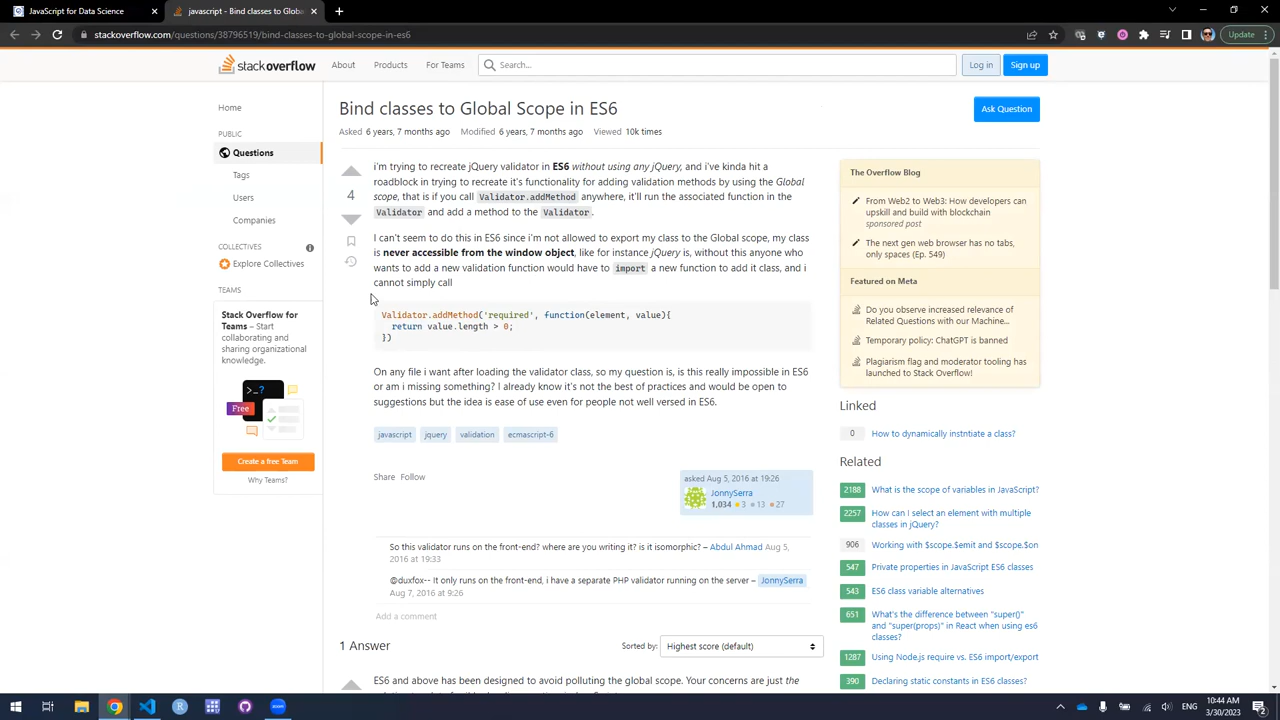 JavaScript for Data Science
stackoverflow.com/questions/38796519/bind-classes-to-global-scope-in-es6
Update
stackoverflow
About
Products
For Teams
Search...
Log in
Sign up
Home
PUBLIC
Questions
Tags
Users
Companies
COLLECTIVES
Explore Collectives
TEAMS
Stack Overflow for
Teams – Start
collaborating and
sharing organizational
knowledge.
>_?
Free
Create a free Team
Why Teams?
Bind classes to Global Scope in ES6
Ask Question
Asked 6 years, 7 months ago Modified 6 years, 7 months ago Viewed 10k times
4
i'm trying to recreate jQuery validator in ES6 without using any jQuery, and i've kinda hit a
roadblock in trying to recreate it's functionality for adding validation methods by using the Global
scope, that is if you call Validator.addMethod anywhere, it'll run the associated function in the
Validator and add a method to the Validator.
I can't seem to do this in ES6 since i'm not allowed to export my class to the Global scope, my class
is never accessible from the window object, like for instance jQuery is, without this anyone who
wants to add a new validation function would have to import a new function to add it class, and i
cannot simply call
Validator.addMethod('required', function(element, value){
return value.length > 0;
})
On any file i want after loading the validator class, so my question is, is this really impossible in ES6
or am i missing something? I already know it's not the best of practices and would be open to
suggestions but the idea is ease of use even for people not well versed in ES6.
javascript jquery validation ecmascript-6
Share Follow
asked Aug 5, 2016 at 19:26
JonnySerra
1,034 3 13 27
So this validator runs on the front-end? where are you writing it? is it isomorphic? – Abdul Ahmad Aug 5,
2016 at 19:33
@duxfox-- It only runs on the front-end, i have a separate PHP validator running on the server – JonnySerra
Aug 7, 2016 at 9:26
Add a comment
1 Answer
Sorted by: Highest score (default)
ES6 and above has been designed to avoid polluting the global scope. Your concerns are just the
The Overflow Blog
From Web2 to Web3: How developers can
upskill and build with blockchain
sponsored post
The next gen web browser has no tabs,
only spaces (Ep. 549)
Featured on Meta
Do you observe increased relevance of
Related Questions with our Machine...
Temporary policy: ChatGPT is banned
Plagiarism flag and moderator tooling has
launched to Stack Overflow!
Linked
0 How to dynamically instntiate a class?
Related
2188 What is the scope of variables in JavaScript?
2257 How can I select an element with multiple
classes in jQuery?
906 Working with $scope.$emit and $scope.$on
547 Private properties in JavaScript ES6 classes
543 ES6 class variable alternatives
651 What's the difference between "super()"
and "super(props)" in React when using es6
classes?
1287 Using Node.js require vs. ES6 import/export
390 Declaring static constants in ES6 classes?
ENG
10:44 AM
3/30/2023